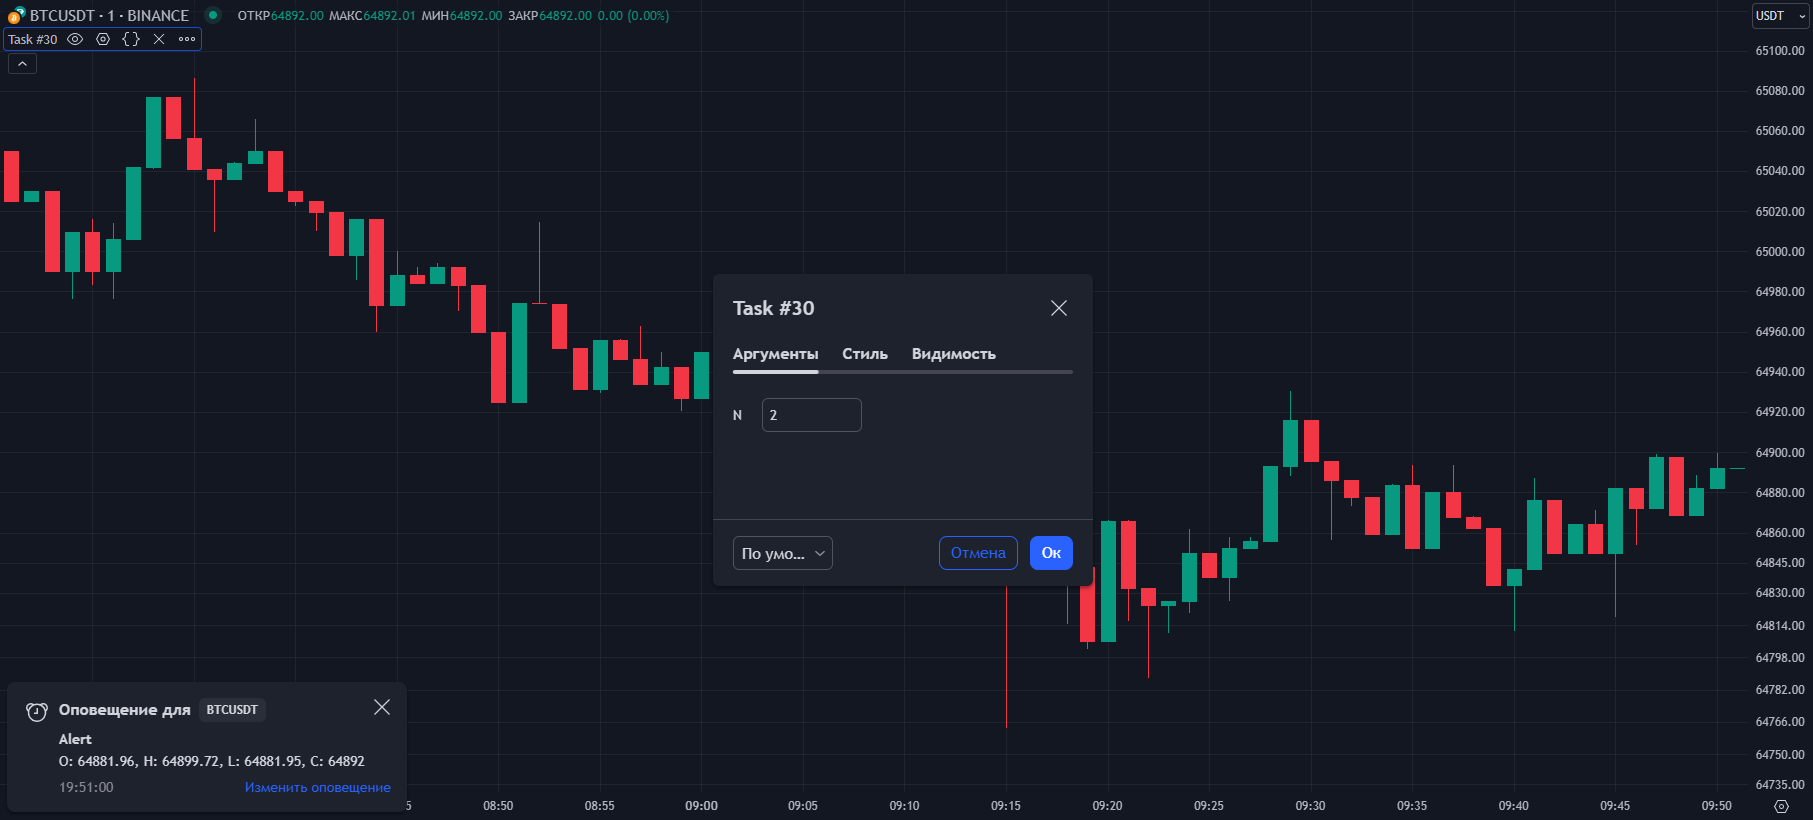 BTCUSDT · 1 · BINANCE ОТКР64892.00 МАКС64892.01 МИН64892.00 ЗАКР64892.00 0.00 (0.00%)
USDT
Task #30
65100.00
65080.00
65060.00
65040.00
65020.00
65000.00
64980.00
64960.00
64940.00
64920.00
64900.00
64880.00
64860.00
64845.00
64830.00
64814.00
64798.00
64782.00
64766.00
64750.00
64735.00
Task #30
Аргументы Стиль Видимость
N 2
По умо... Отмена Ок
Оповещение для BTCUSDT
Alert
O: 64881.96, H: 64899.72, L: 64881.95, C: 64892
19:51:00 Изменить оповещение
5 08:50 08:55 09:00 09:05 09:10 09:15 09:20 09:25 09:30 09:35 09:40 09:45 09:50